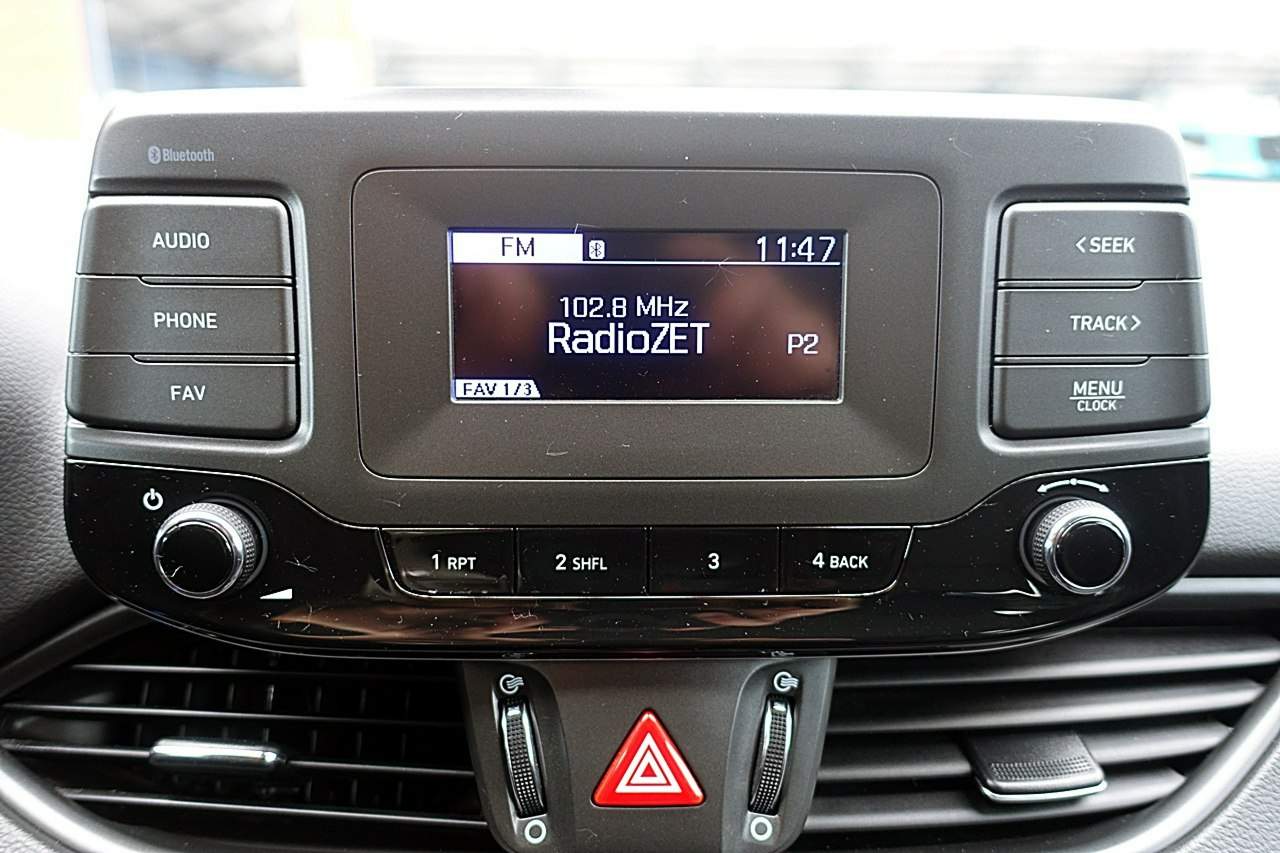 Bluetooth
AUDIO
PHONE
FAV
FM 11:47
102.8 MHz
RadioZET
P2
FAV 1/3
<SEEK
TRACK>
MENU
CLOCK
1 RPT
2 SHFL
3
4 BACK